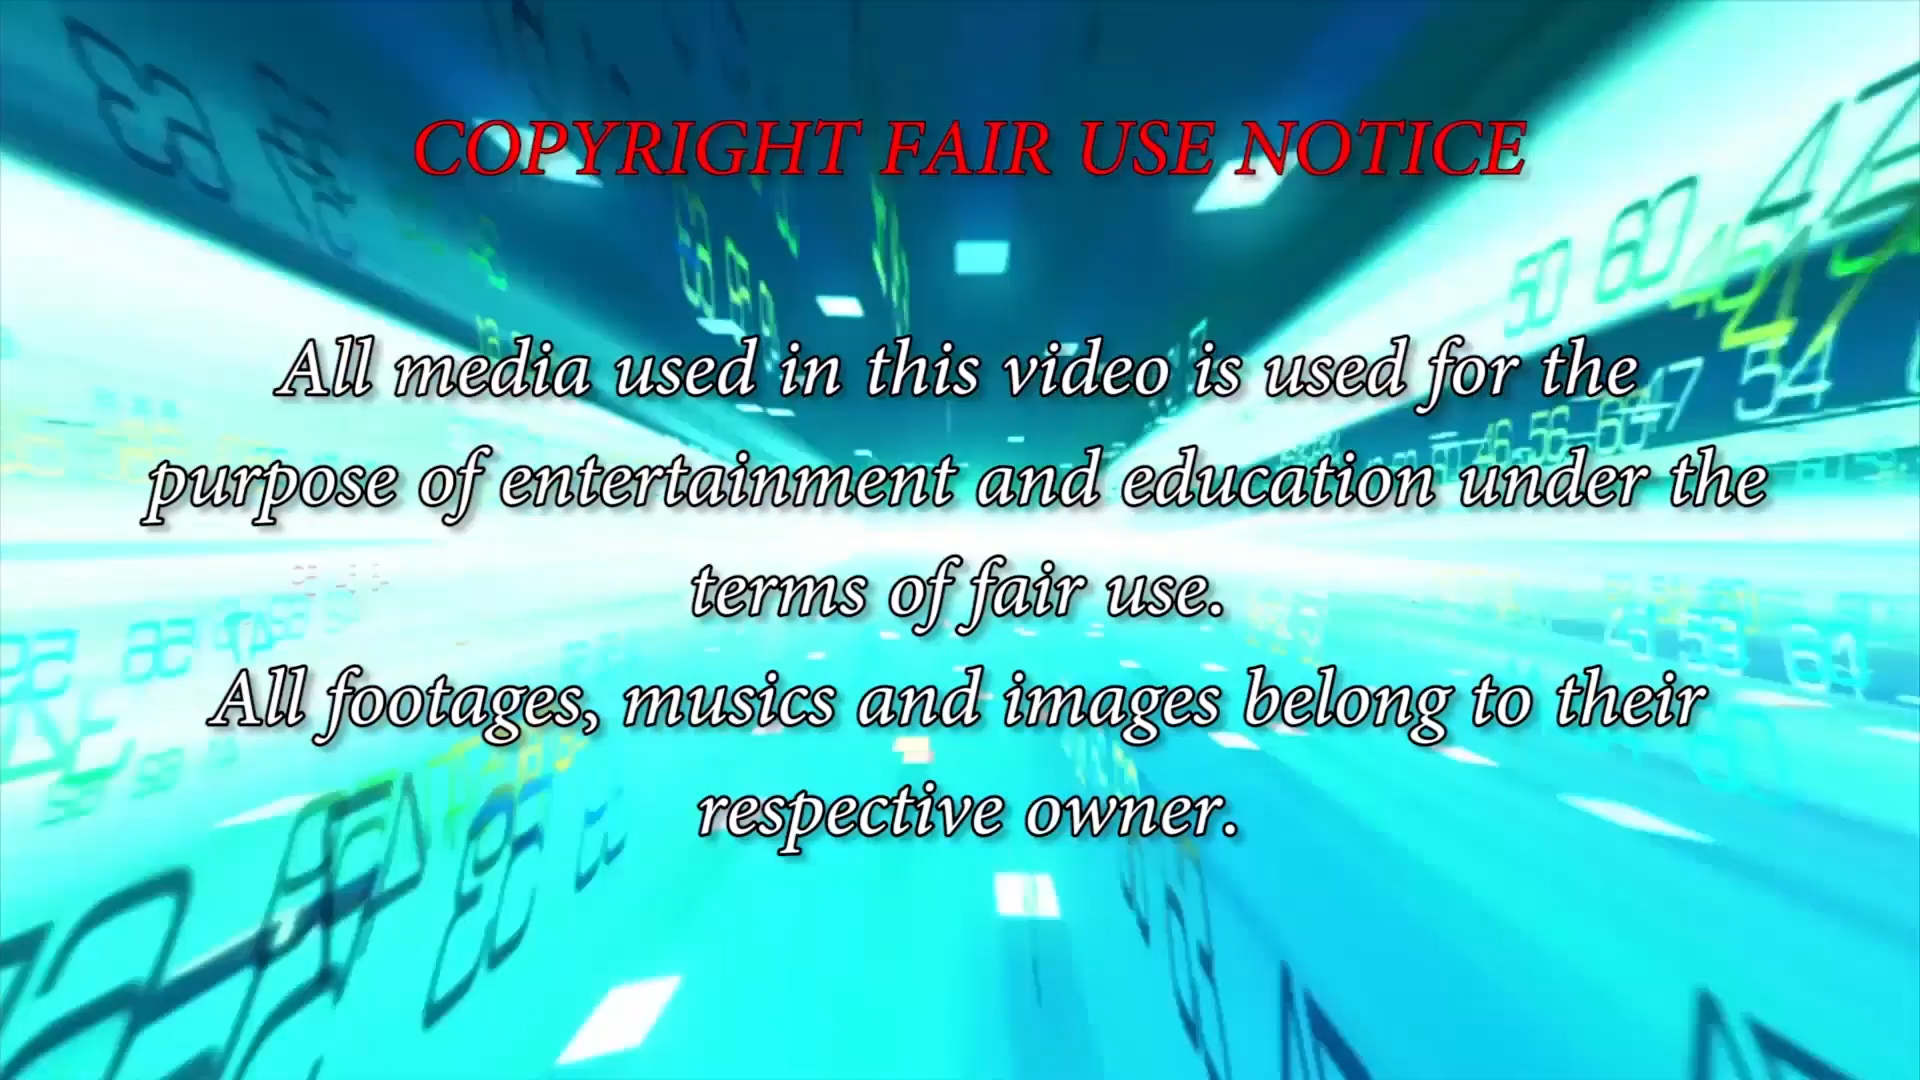 COPYRIGHT FAIR USE NOTICE
All media used in this video is used for the
purpose of entertainment and education under the
terms of fair use.
All footages, musics and images belong to their
respective owner.